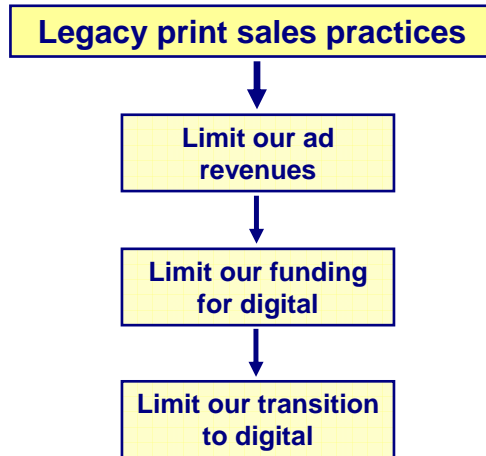 Legacy print sales practices
Limit our ad
revenues
Limit our funding
for digital
Limit our transition
to digital